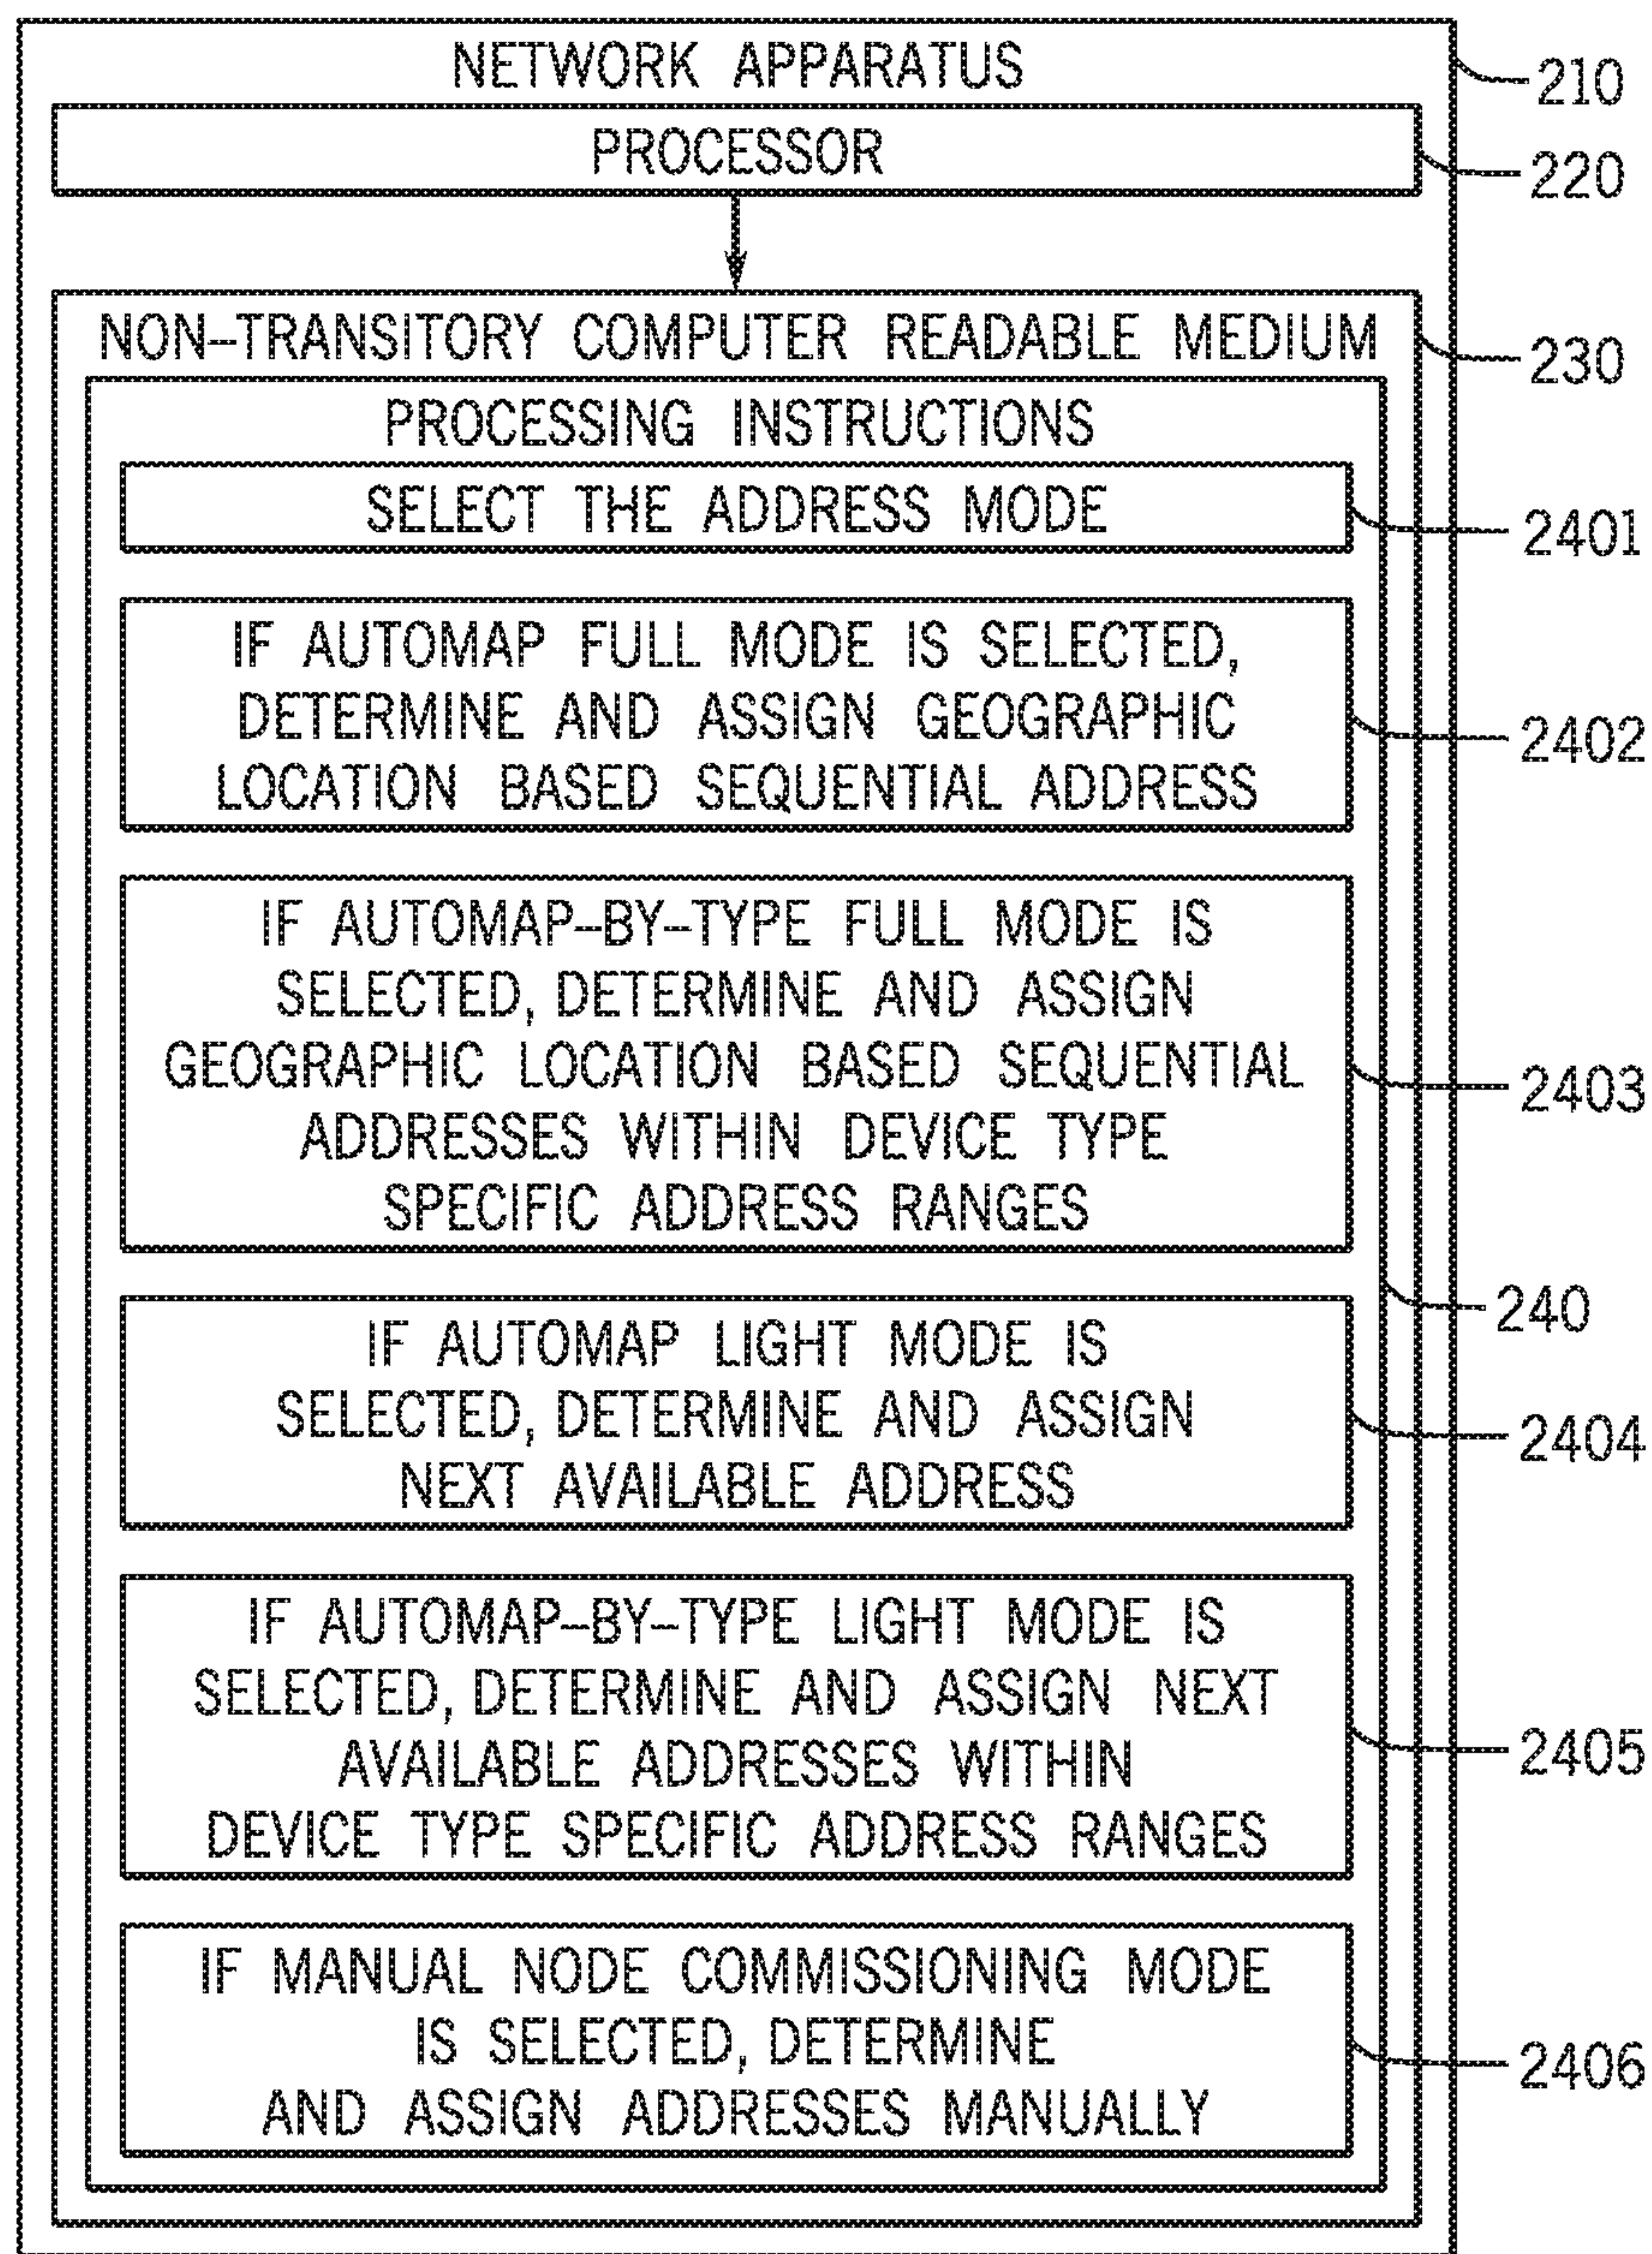 NETWORK APPARATUS
210
PROCESSOR
220
NON-TRANSITORY COMPUTER READABLE MEDIUM
230
PROCESSING INSTRUCTIONS
SELECT THE ADDRESS MODE
2401
IF AUTOMAP FULL MODE IS SELECTED,
DETERMINE AND ASSIGN GEOGRAPHIC
LOCATION BASED SEQUENTIAL ADDRESS
2402
IF AUTOMAP-BY-TYPE FULL MODE IS
SELECTED, DETERMINE AND ASSIGN
GEOGRAPHIC LOCATION BASED SEQUENTIAL
ADDRESSES WITHIN DEVICE TYPE
SPECIFIC ADDRESS RANGES
2403
240
IF AUTOMAP LIGHT MODE IS
SELECTED, DETERMINE AND ASSIGN
NEXT AVAILABLE ADDRESS
2404
IF AUTOMAP-BY-TYPE LIGHT MODE IS
SELECTED, DETERMINE AND ASSIGN NEXT
AVAILABLE ADDRESSES WITHIN
DEVICE TYPE SPECIFIC ADDRESS RANGES
2405
IF MANUAL NODE COMMISSIONING MODE
IS SELECTED, DETERMINE
AND ASSIGN ADDRESSES MANUALLY
2406